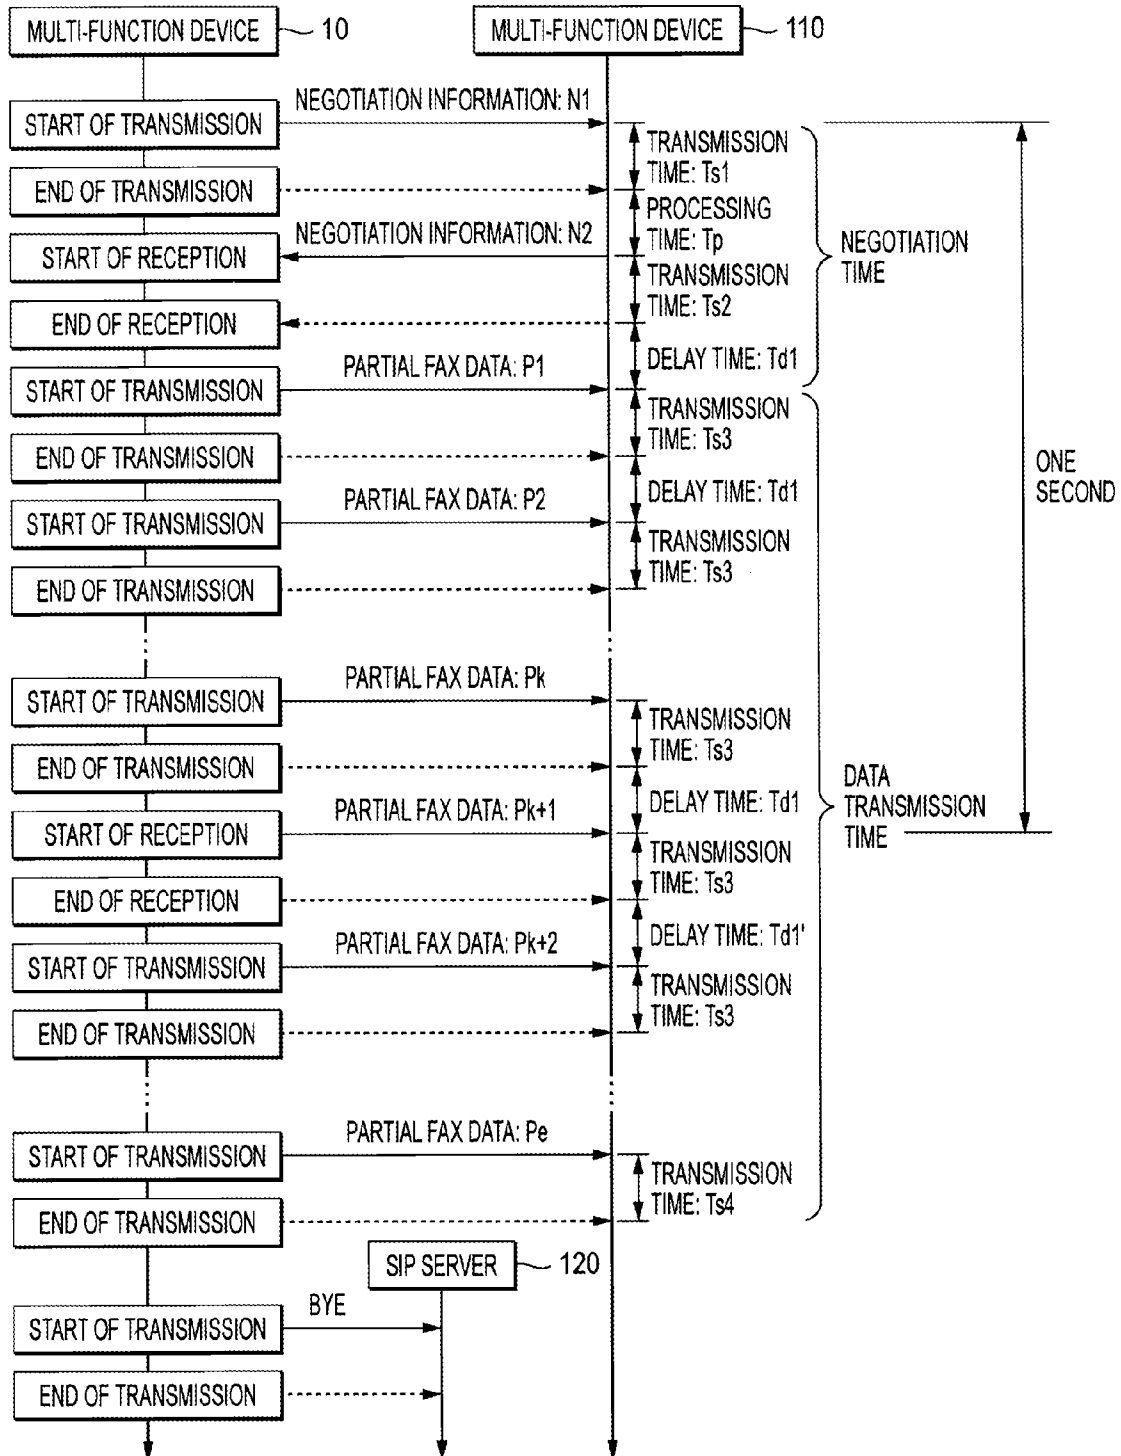 MULTI-FUNCTION DEVICE
10
MULTI-FUNCTION DEVICE
110
NEGOTIATION INFORMATION: N1
START OF TRANSMISSION
TRANSMISSION
TIME: Ts1
END OF TRANSMISSION
PROCESSING
TIME: Tp
NEGOTIATION INFORMATION: N2
START OF RECEPTION
NEGOTIATION
TIME
TRANSMISSION
TIME: Ts2
END OF RECEPTION
DELAY TIME: Td1
PARTIAL FAX DATA: P1
START OF TRANSMISSION
TRANSMISSION
TIME: Ts3
END OF TRANSMISSION
ONE
SECOND
DELAY TIME: Td1
PARTIAL FAX DATA: P2
START OF TRANSMISSION
TRANSMISSION
TIME: Ts3
END OF TRANSMISSION
PARTIAL FAX DATA: Pk
START OF TRANSMISSION
TRANSMISSION
TIME: Ts3
END OF TRANSMISSION
DATA
TRANSMISSION
TIME
DELAY TIME: Td1
PARTIAL FAX DATA: Pk+1
START OF RECEPTION
TRANSMISSION
TIME: Ts3
END OF RECEPTION
DELAY TIME: Td1'
PARTIAL FAX DATA: Pk+2
START OF TRANSMISSION
TRANSMISSION
TIME: Ts3
END OF TRANSMISSION
PARTIAL FAX DATA: Pe
START OF TRANSMISSION
TRANSMISSION
TIME: Ts4
END OF TRANSMISSION
SIP SERVER
120
BYE
START OF TRANSMISSION
END OF TRANSMISSION